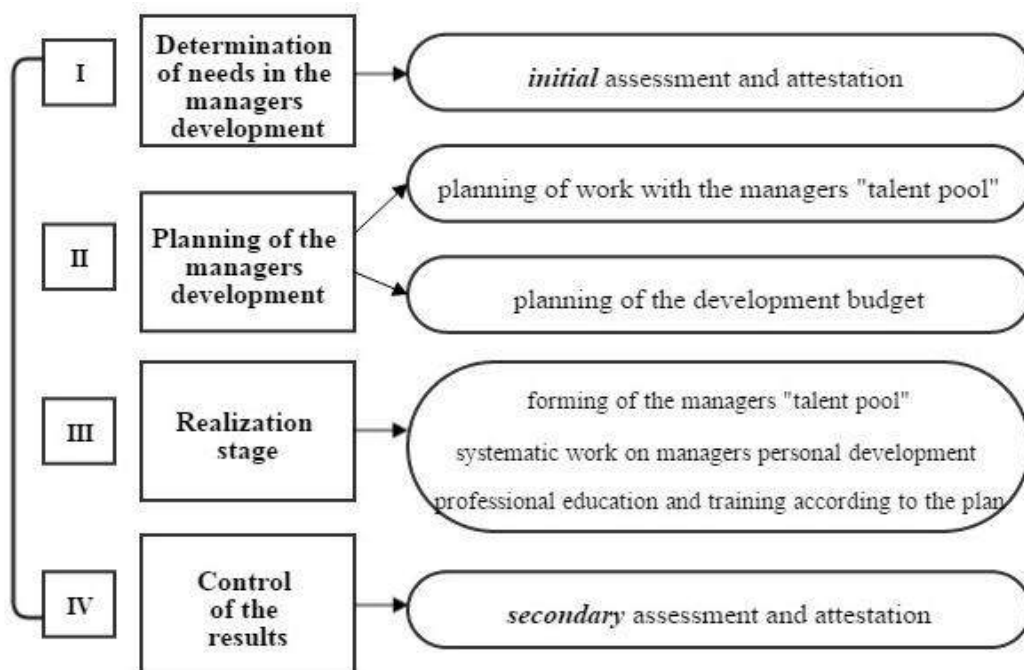 I
Determination
of needs in the
managers
development
initial assessment and attestation
II
Planning of the
managers
development
planning of work with the managers "talent pool"
planning of the development budget
III
Realization
stage
forming of the managers "talent pool"
systematic work on managers personal development
professional education and training according to the plan
IV
Control
of the
results
secondary assessment and attestation